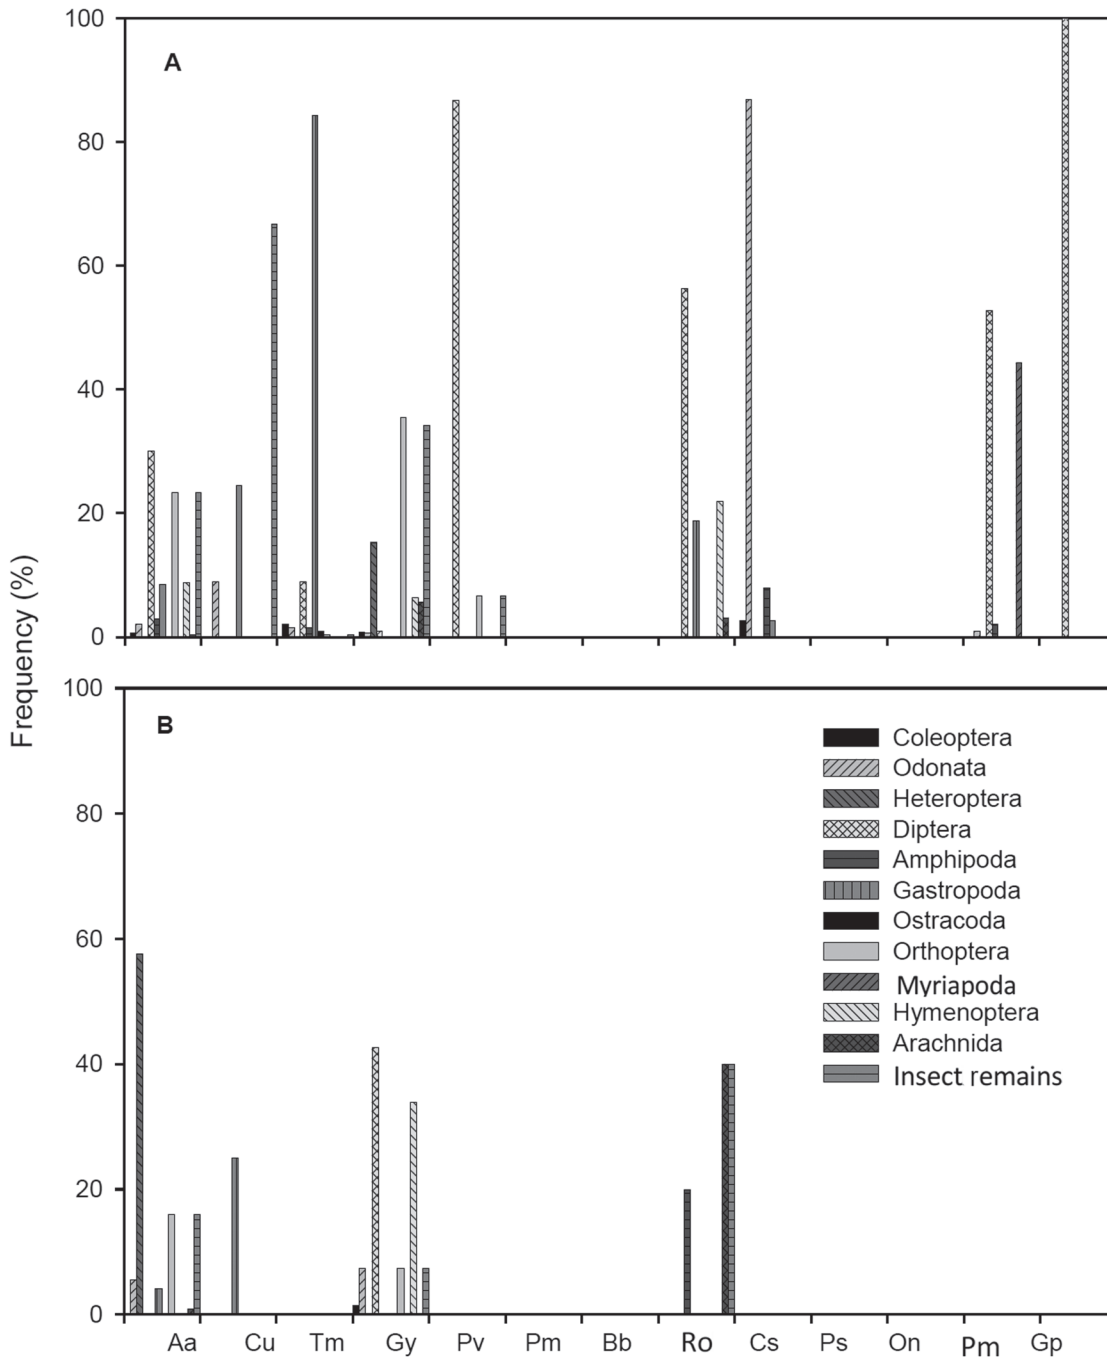 100
A
80
60
40
20
0
Frequency (%)
100
B
80
60
40
20
0
Coleoptera
Odonata
Heteroptera
Diptera
Amphipoda
Gastropoda
Ostracoda
Orthoptera
Myriapoda
Hymenoptera
Arachnida
Insect remains
Aa Cu Tm Gy Pv Pm Bb Ro Cs Ps On Pm Gp